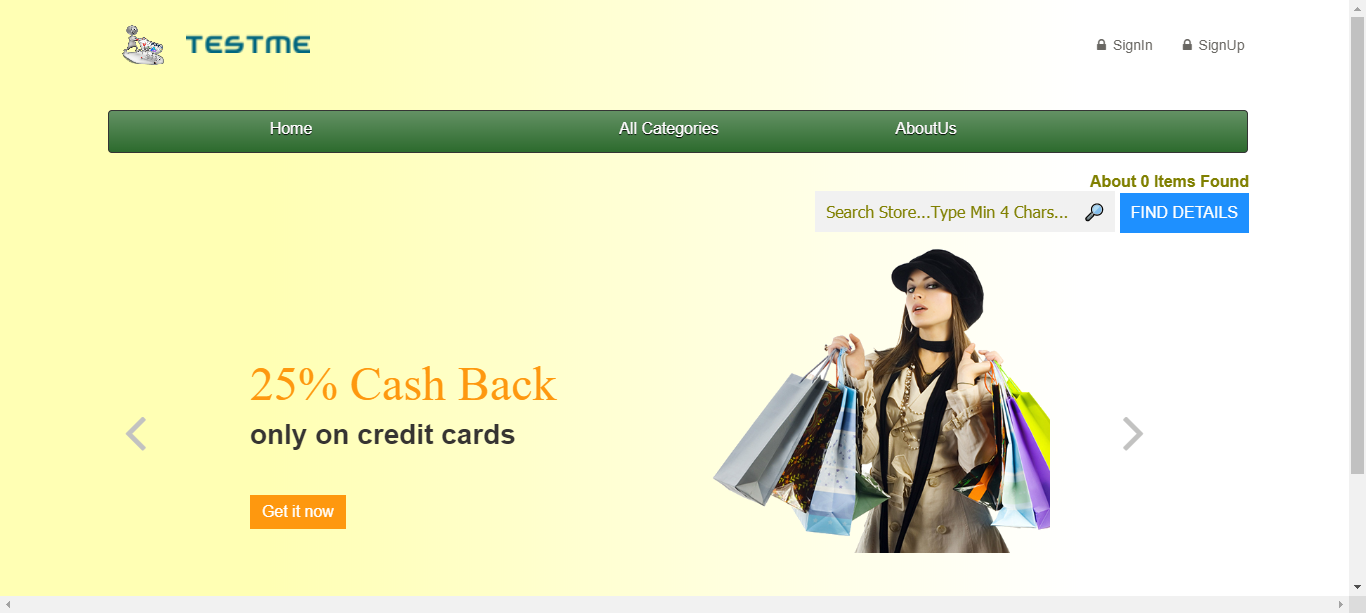 TESTME
SignIn
SignUp
Home
All Categories
AboutUs
About 0 Items Found
Search Store...Type Min 4 Chars...
FIND DETAILS
25% Cash Back
only on credit cards
Get it now